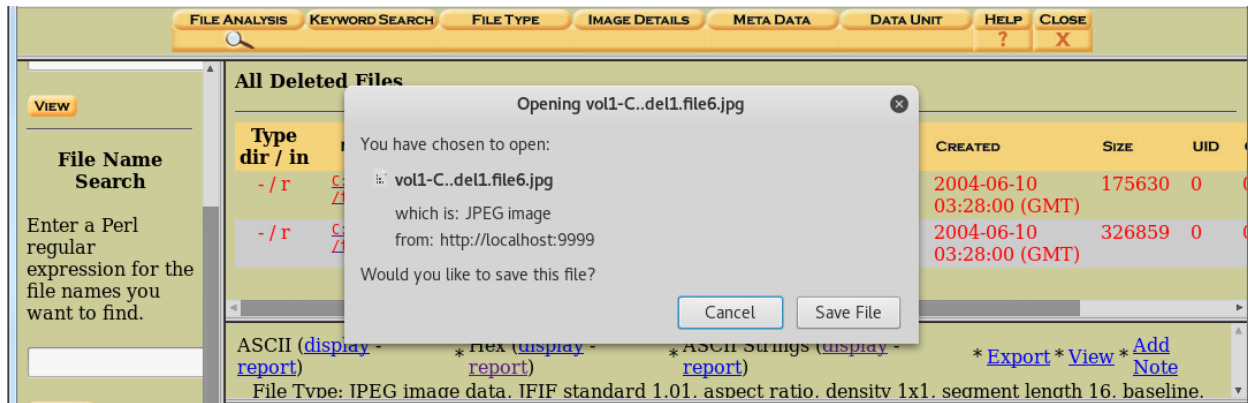 FILE ANALYSIS KEYWORD SEARCH FILE TYPE IMAGE DETAILS META DATA DATA UNIT HELP CLOSE
? X
VIEW
File Name
Search
Enter a Perl
regular
expression for the
file names you
want to find.
All Deleted Files
Type
dir / in
CREATED SIZE UID
- / r C: 2004-06-10 175630 0
03:28:00 (GMT)
- / r C: 2004-06-10 326859 0
03:28:00 (GMT)
Opening vol1-C..del1.file6.jpg
You have chosen to open:
vol1-C..del1.file6.jpg
which is: JPEG image
from: http://localhost:9999
Would you like to save this file?
Cancel Save File
ASCII (display - * Hex (display - * ASCII Strings (display - * Export * View * Add
report) report) report) Note
File Type: JPEG image data, JFIF standard 1.01, aspect ratio, density 1x1, segment length 16, baseline,